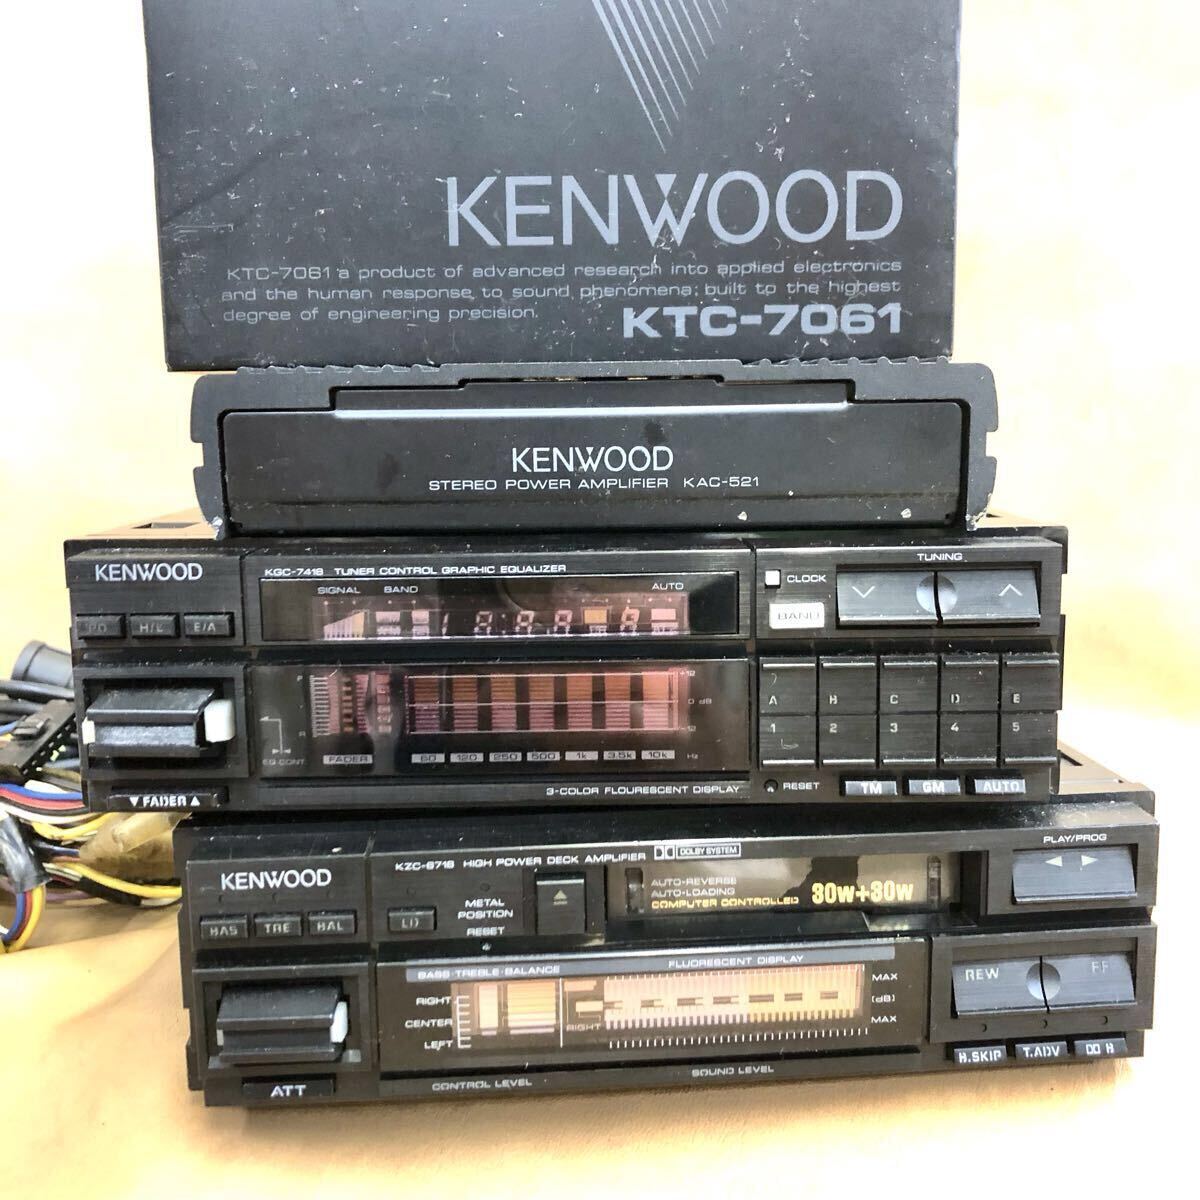 KENWOOD
KTC-7061 a product of advanced research into applied electronics
and the human response to sound phenomena; built to the highest
degree of engineering precision.
KTC-7061
KENWOOD
STEREO POWER AMPLIFIER KAC-521
KENWOOD
KGC-7418 TUNER CONTROL GRAPHIC EQUALIZER
SIGNAL BAND AUTO
CLOCK
BAND
TUNING
H/L E/A
F
R
+12
0 dB
12
EQ CONT.
FADER
60 120 250 500 1k 3.5k 10k Hz
3-COLOR FLOURESCENT DISPLAY
▼ FADER ▲
A B C D E
1 2 3 4 5
RESET
TM GM AUTO
KENWOOD
KZC-6718 HIGH POWER DECK AMPLIFIER DOLBY SYSTEM
AUTO-REVERSE
AUTO-LOADING
COMPUTER CONTROLLED 30W+30W
PLAY/PROG
BAS TRE BAL
LD
METAL
POSITION
RESET
BASS·TREBLE·BALANCE
FLUORESCENT DISPLAY
RIGHT
CENTER
LEFT
RIGHT
MAX
(dB)
MAX
CONTROL LEVEL
SOUND LEVEL
ATT
REW FF
H.SKIP T.ADV